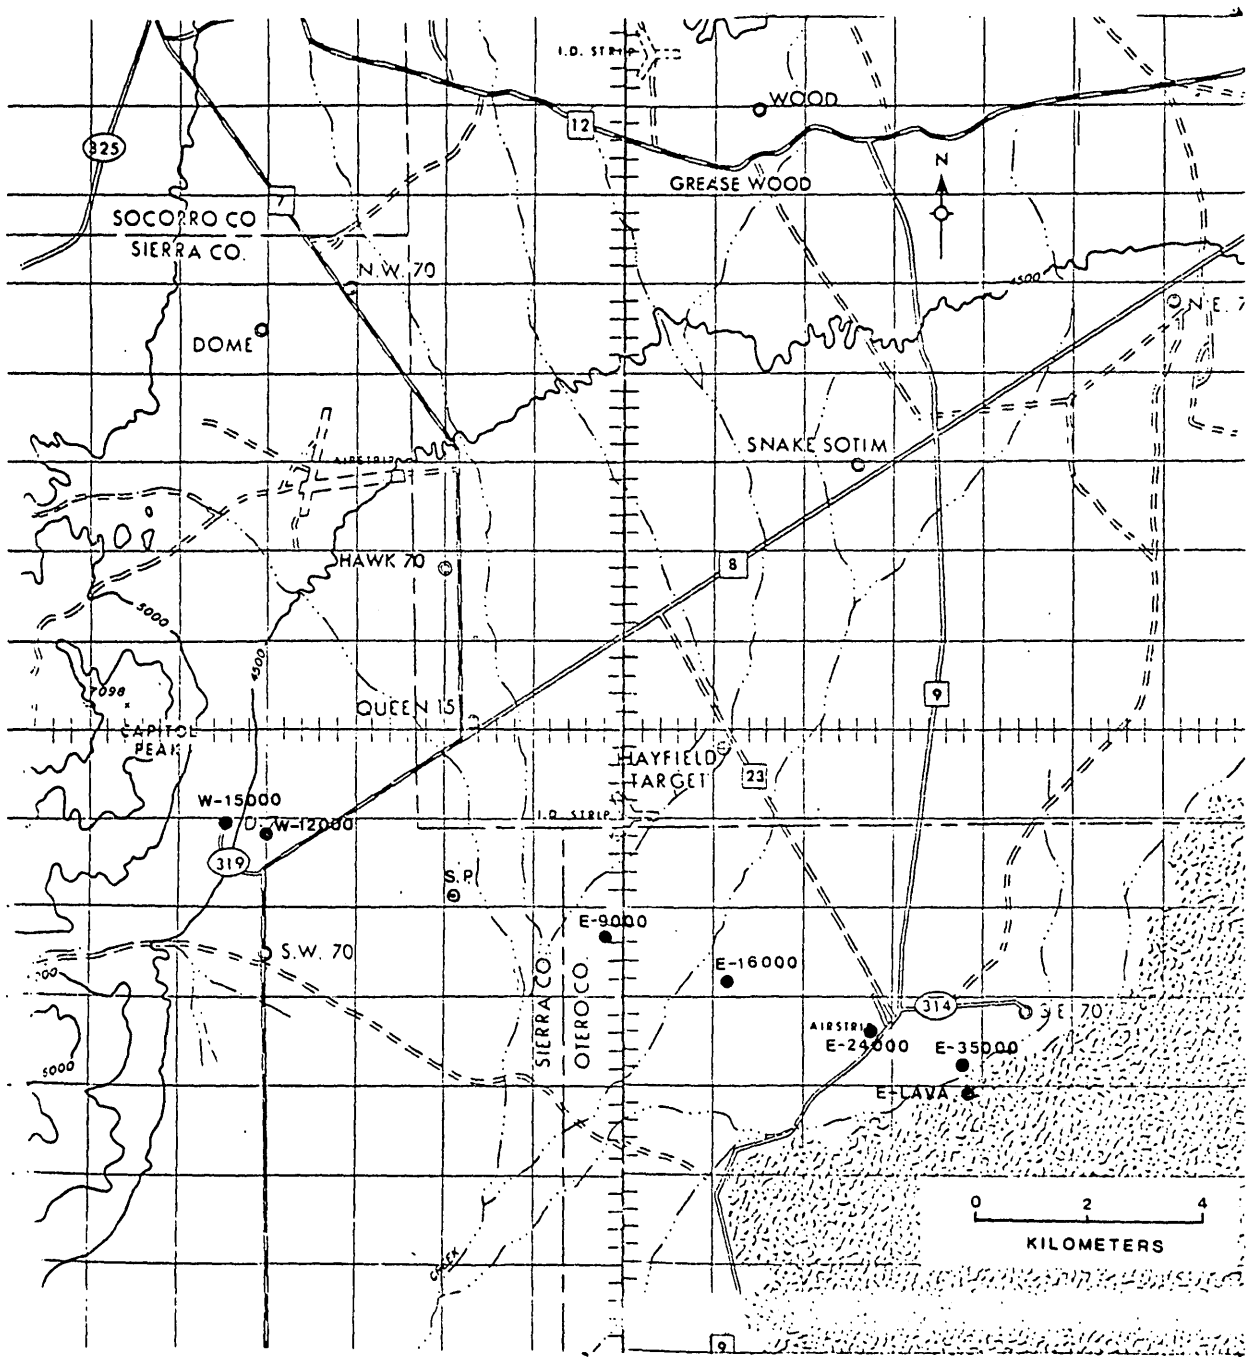 I.D. STRIP
WOOD
12
325
N
GREASE WOOD
7
SOCORRO CO
SIERRA CO.
N.W. 70
4500
N.E. 7
DOME
SNAKE SOTIM
AIRSTRIP
HAWK 70
8
5000
4500
7098
9
QUEEN 15
CAPITOL
PEAK
HAYFIELD
TARGET
23
W-15000
W-12000
I.D. STRIP
319
S.P.
E-9000
S.W. 70
E-16000
SIERRA CO.
OTERO CO.
314
S.E. 70
AIRSTRIP
E-24000
E-35000
5000
E-LAVA
0 2 4
KILOMETERS
CREEK
9